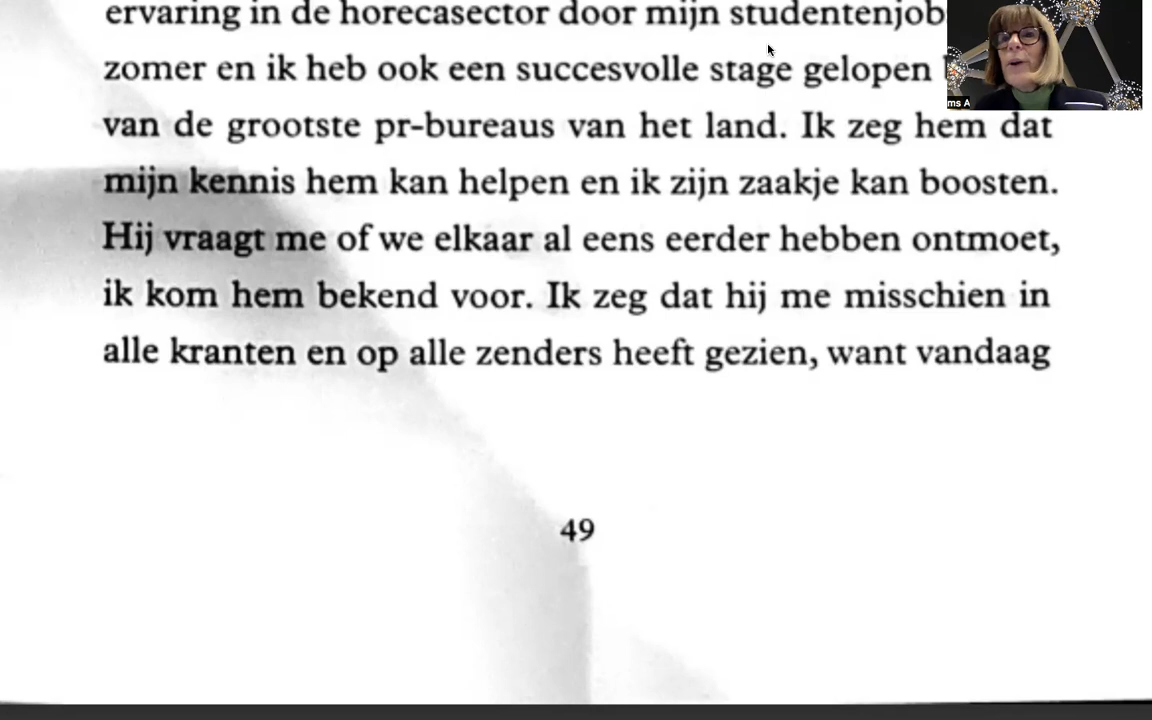 ervaring in de horecasector door mijn studentenjob
zomer en ik heb ook een succesvolle stage gelopen
van de grootste pr-bureaus van het land. Ik zeg hem dat
mijn kennis hem kan helpen en ik zijn zaakje kan boosten.
Hij vraagt me of we elkaar al eens eerder hebben ontmoet,
ik kom hem bekend voor. Ik zeg dat hij me misschien in
alle kranten en op alle zenders heeft gezien, want vandaag
49
ms A